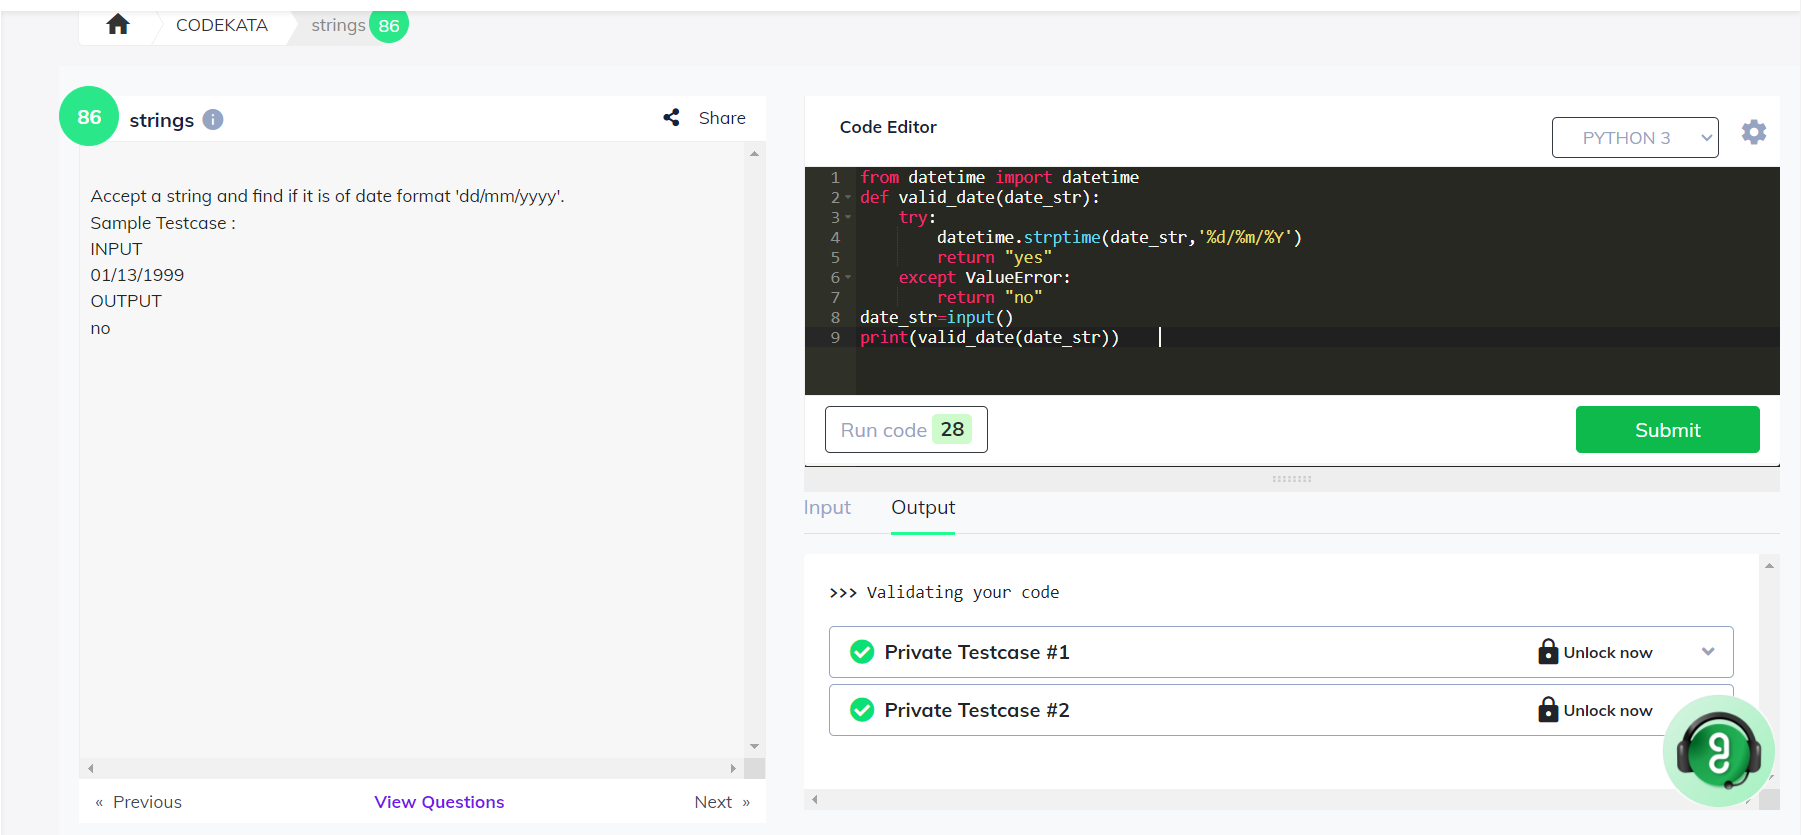 CODEKATA strings 86
86 strings i Share
Accept a string and find if it is of date format 'dd/mm/yyyy'.
Sample Testcase :
INPUT
01/13/1999
OUTPUT
no
« Previous View Questions Next »
Code Editor
PYTHON 3
1 from datetime import datetime
2 def valid_date(date_str):
3 try:
4 datetime.strptime(date_str,'%d/%m/%Y')
5 return "yes"
6 except ValueError:
7 return "no"
8 date_str=input()
9 print(valid_date(date_str))
Run code 28 Submit
Input Output
>>> Validating your code
Private Testcase #1 Unlock now
Private Testcase #2 Unlock now